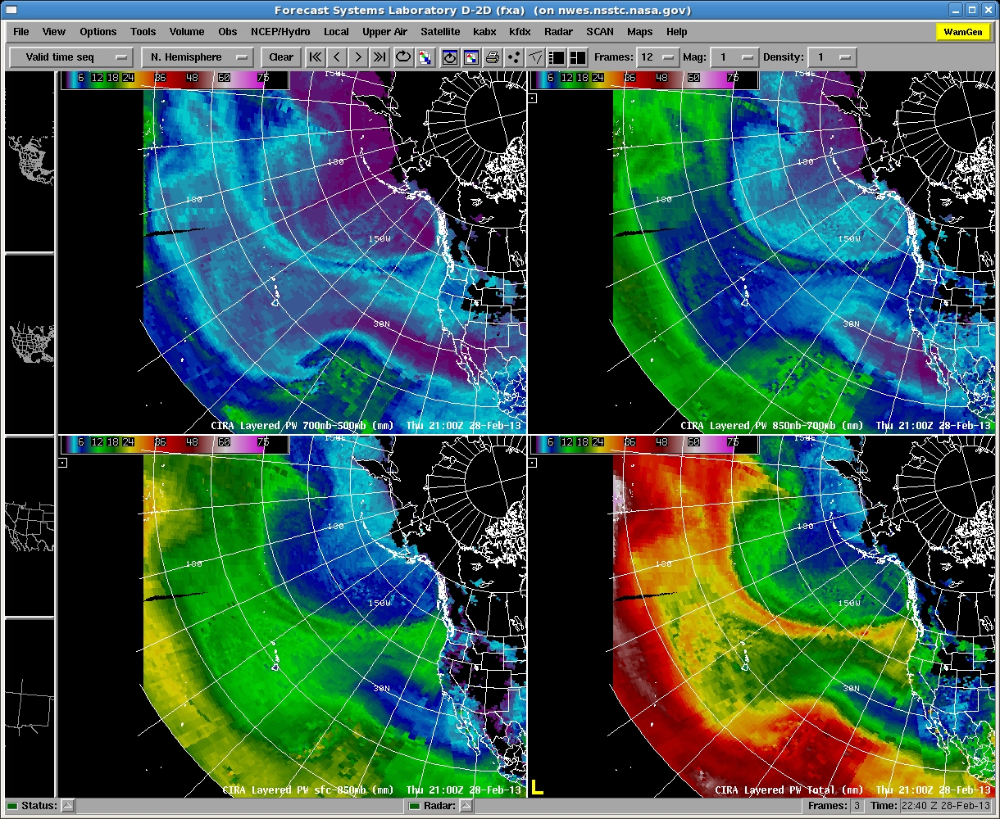 Forecast Systems Laboratory D-2D (fxa) (on nwes.nsstc.nasa.gov)
File View Options Tools Volume Obs NCEP/Hydro Local Upper Air Satellite kabx kfdx Radar SCAN Maps Help WarnGen
Valid time seq N. Hemisphere Clear Frames: 12 Mag: 1 Density: 1
6 12 18 24 36 48 60 75
180
180
150W
30N
CIRA Layered PW 700mb-500mb (mm) Thu 21:00Z 28-Feb-13
6 12 18 24 36 48 60 75
180
180
150W
30N
CIRA Layered PW 850mb-700mb (mm) Thu 21:00Z 28-Feb-13
6 12 18 24 36 48 60 75
180
180
150W
30N
CIRA Layered PW sfc-850mb (mm) Thu 21:00Z 28-Feb-13
6 12 18 24 36 48 60 75
180
180
150W
30N
L
CIRA Layered PW Total (mm) Thu 21:00Z 28-Feb-13
Status: Radar: Frames: 3 Time: 22:40 Z 28-Feb-13